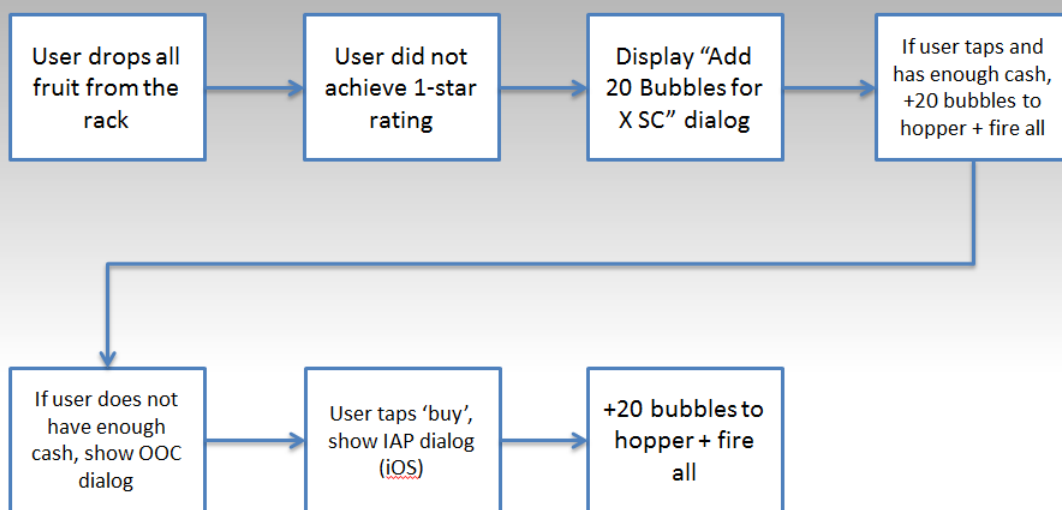 User drops all
fruit from the
rack
User did not
achieve 1-star
rating
Display “Add
20 Bubbles for
X SC” dialog
If user taps and
has enough cash,
+20 bubbles to
hopper + fire all
If user does not
have enough
cash, show OOC
dialog
User taps ‘buy’,
show IAP dialog
(iOS)
+20 bubbles to
hopper + fire
all